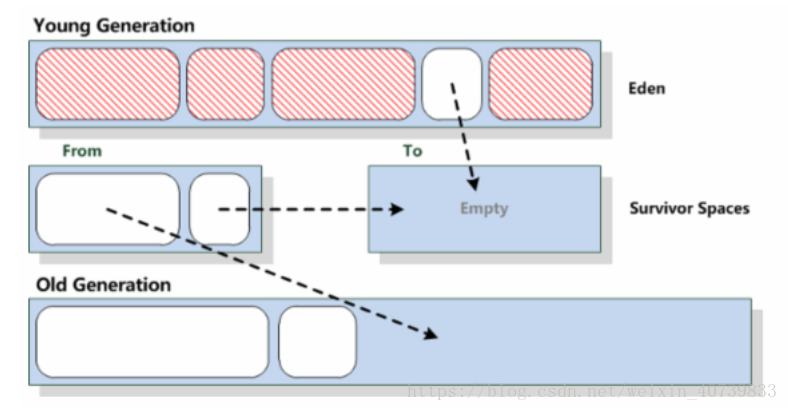 Young Generation
Eden
From
To
Empty
Survivor Spaces
Old Generation
https://blog.csdn.net/weixin_40739833